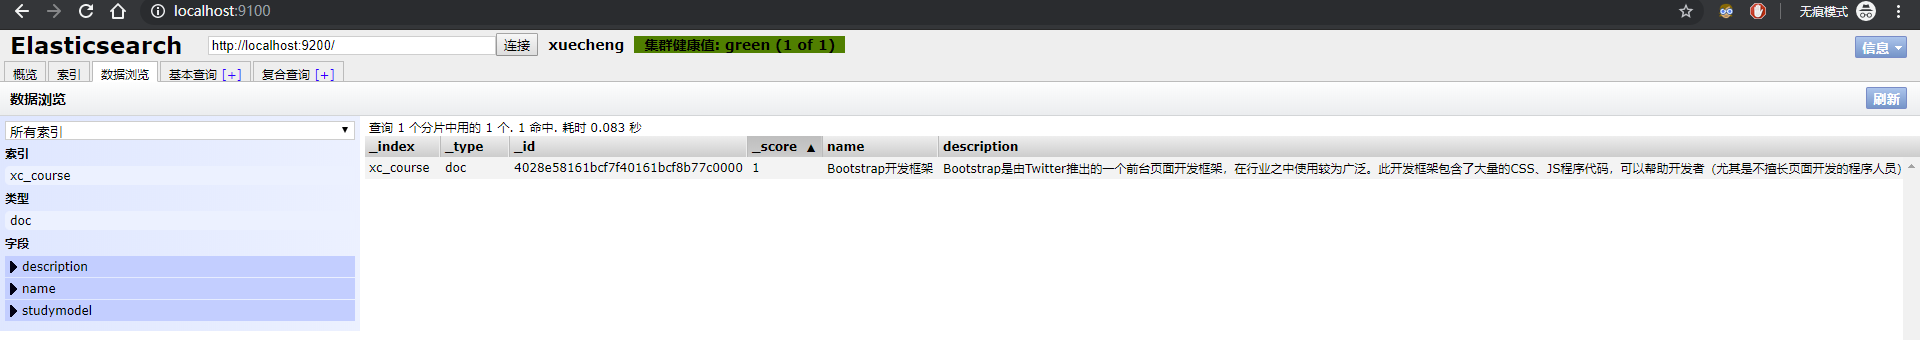 localhost:9100
无痕模式
Elasticsearch
http://localhost:9200/
连接
xuecheng
集群健康值: green (1 of 1)
信息
概览 索引 数据浏览 基本查询 [+] 复合查询 [+]
数据浏览
刷新
所有索引
索引
xc_course
类型
doc
字段
description
name
studymodel
查询 1 个分片中用的 1 个. 1 命中. 耗时 0.083 秒
_index _type _id _score ▲ name description
xc_course doc 4028e58161bcf7f40161bcf8b77c0000 1 Bootstrap开发框架 Bootstrap是由Twitter推出的一个前台页面开发框架，在行业之中使用较为广泛。此开发框架包含了大量的CSS、JS程序代码，可以帮助开发者（尤其是不擅长页面开发的程序人员）